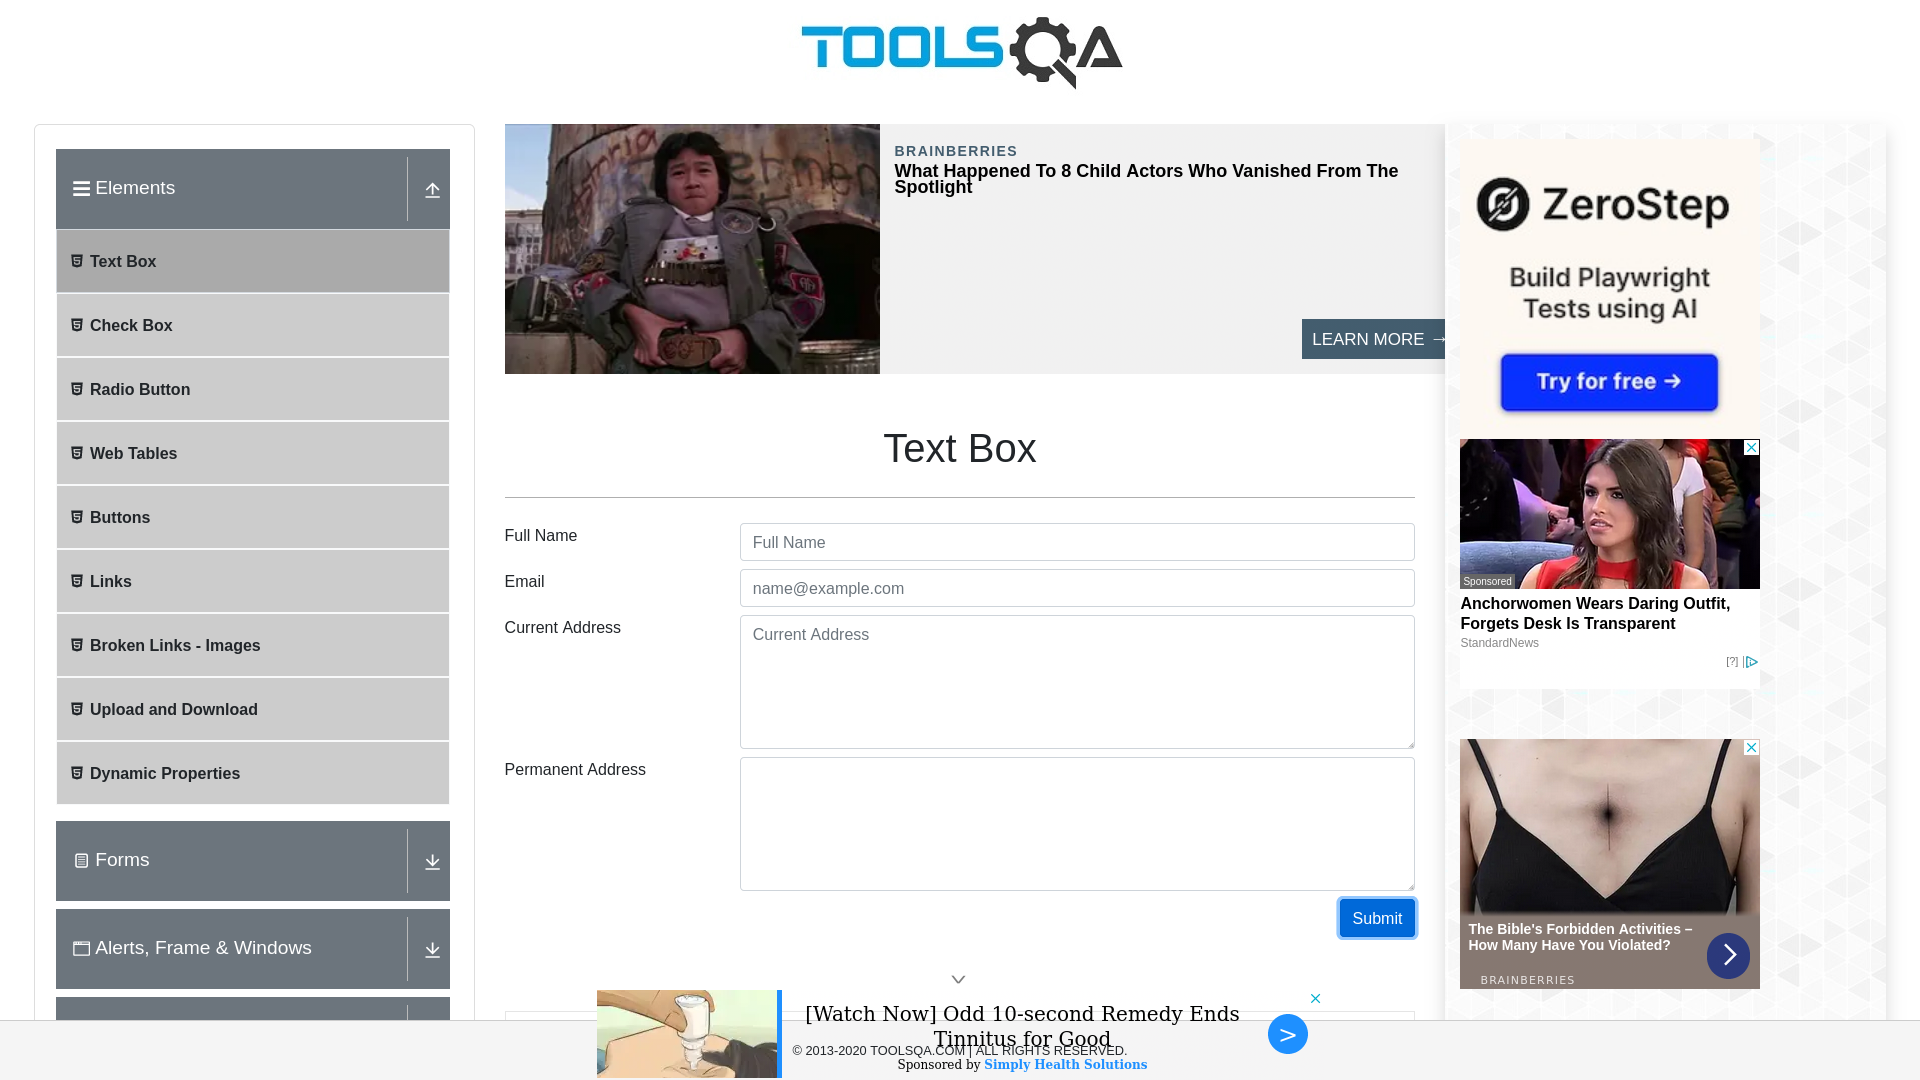 TOOLSQA
Elements
Text Box
Check Box
Radio Button
Web Tables
Buttons
Links
Broken Links - Images
Upload and Download
Dynamic Properties
Forms
Alerts, Frame & Windows
BRAINBERRIES
What Happened To 8 Child Actors Who Vanished From The
Spotlight
LEARN MORE →
Text Box
Full Name
Full Name
Email
name@example.com
Current Address
Current Address
Permanent Address
Submit
ZeroStep
Build Playwright
Tests using AI
Try for free →
Sponsored
Anchorwomen Wears Daring Outfit,
Forgets Desk Is Transparent
StandardNews
[?]
The Bible's Forbidden Activities –
How Many Have You Violated?
BRAINBERRIES
[Watch Now] Odd 10-second Remedy Ends
Tinnitus for Good
© 2013-2020 TOOLSQA.COM | ALL RIGHTS RESERVED.
Sponsored by Simply Health Solutions